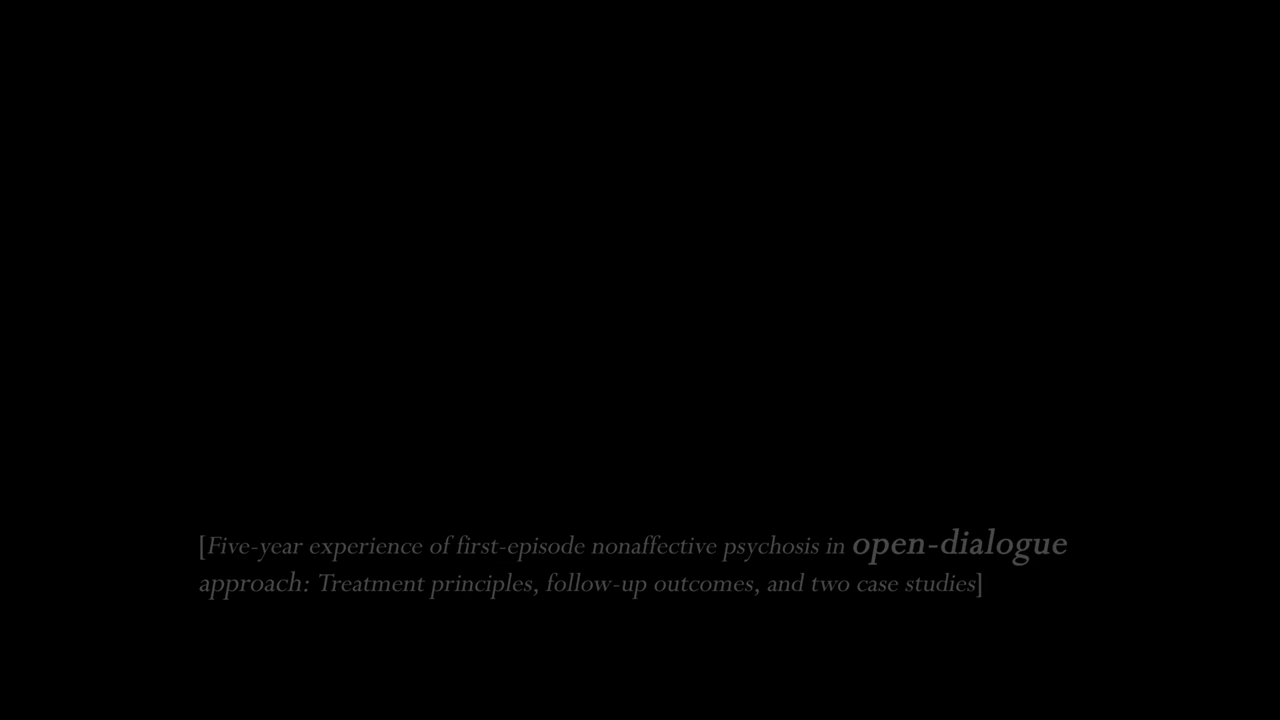 [Five-year experience of first-episode nonaffective psychosis in open-dialogue
approach: Treatment principles, follow-up outcomes, and two case studies]